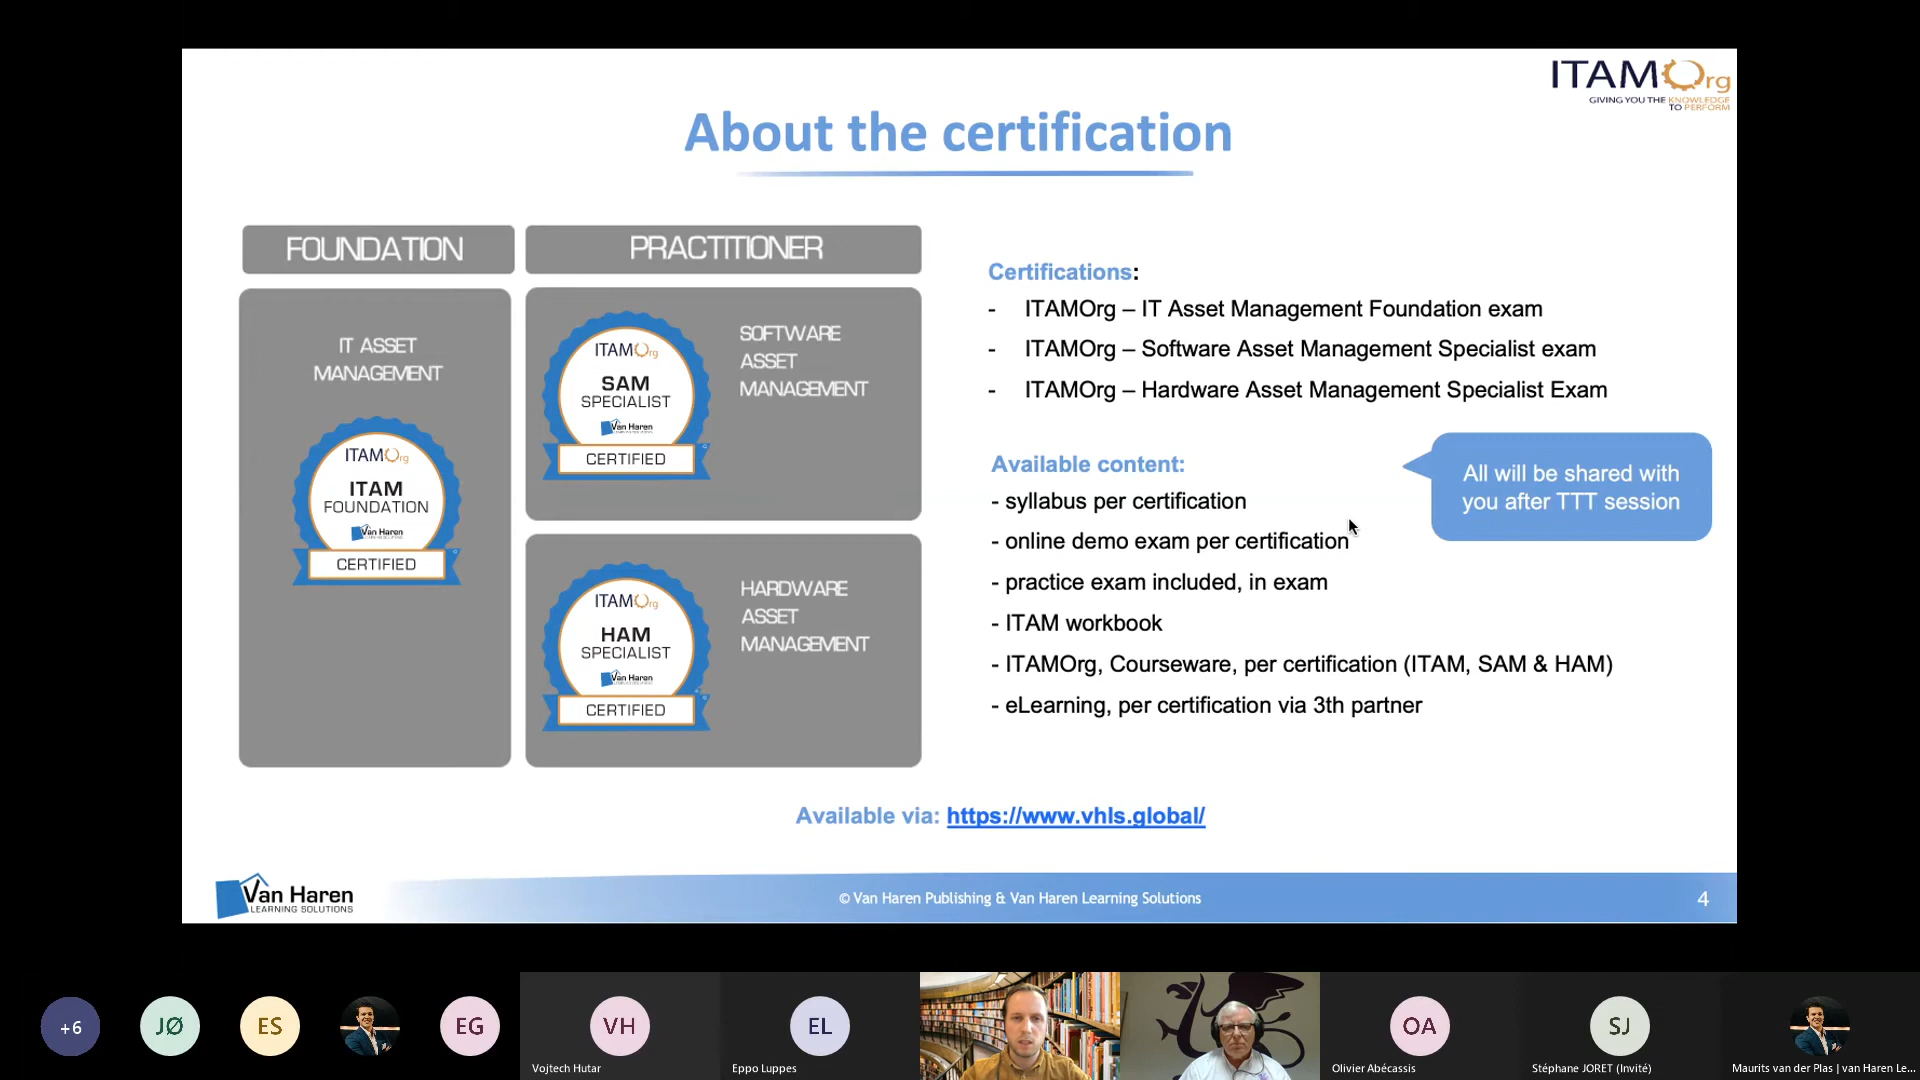 ITAMOrg
GIVING YOU THE KNOWLEDGE
TO PERFORM
About the certification
FOUNDATION
PRACTITIONER
IT ASSET
MANAGEMENT
ITAMOrg
ITAM
FOUNDATION
Van Haren
CERTIFIED
ITAMOrg
SAM
SPECIALIST
Van Haren
CERTIFIED
SOFTWARE
ASSET
MANAGEMENT
ITAMOrg
HAM
SPECIALIST
Van Haren
CERTIFIED
HARDWARE
ASSET
MANAGEMENT
Certifications:
- ITAMOrg – IT Asset Management Foundation exam
- ITAMOrg – Software Asset Management Specialist exam
- ITAMOrg – Hardware Asset Management Specialist Exam
Available content:
- syllabus per certification
- online demo exam per certification
- practice exam included, in exam
- ITAM workbook
- ITAMOrg, Courseware, per certification (ITAM, SAM & HAM)
- eLearning, per certification via 3th partner
All will be shared with
you after TTT session
Available via: https://www.vhls.global/
Van Haren
LEARNING SOLUTIONS
© Van Haren Publishing & Van Haren Learning Solutions
4
+6
JØ
ES
EG
VH
Vojtech Hutar
EL
Eppo Luppes
OA
Olivier Abécassis
SJ
Stéphane JORET (Invité)
Maurits van der Plas | van Haren Le...